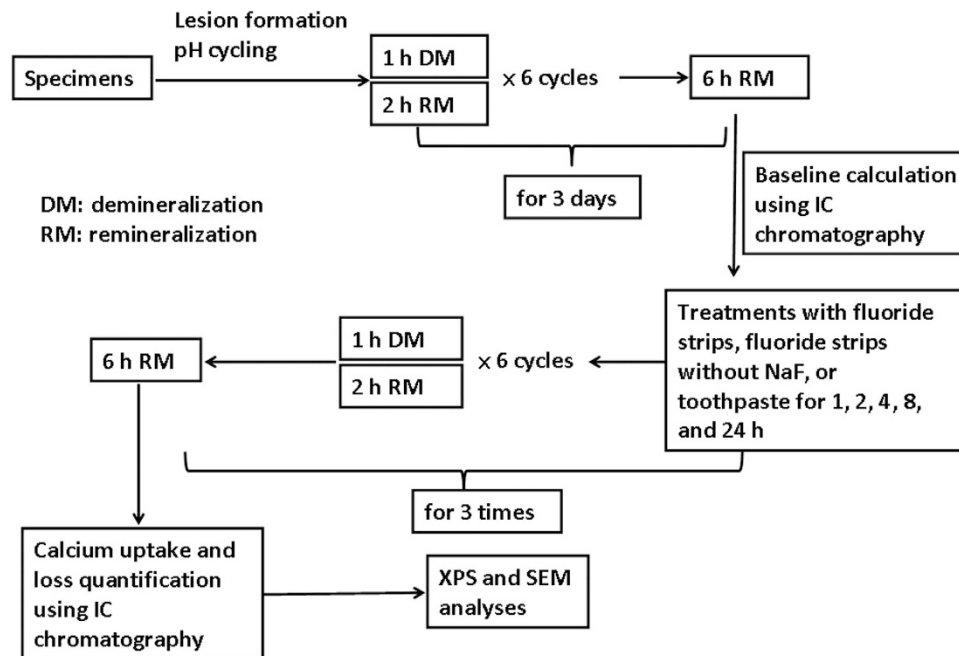 Lesion formation
pH cycling
Specimens
1 h DM
2 h RM
x 6 cycles
6 h RM
for 3 days
DM: demineralization
RM: remineralization
Baseline calculation
using IC
chromatography
Treatments with fluoride
strips, fluoride strips
without NaF, or
toothpaste for 1, 2, 4, 8,
and 24 h
1 h DM
2 h RM
x 6 cycles
6 h RM
for 3 times
Calcium uptake and
loss quantification
using IC
chromatography
XPS and SEM
analyses